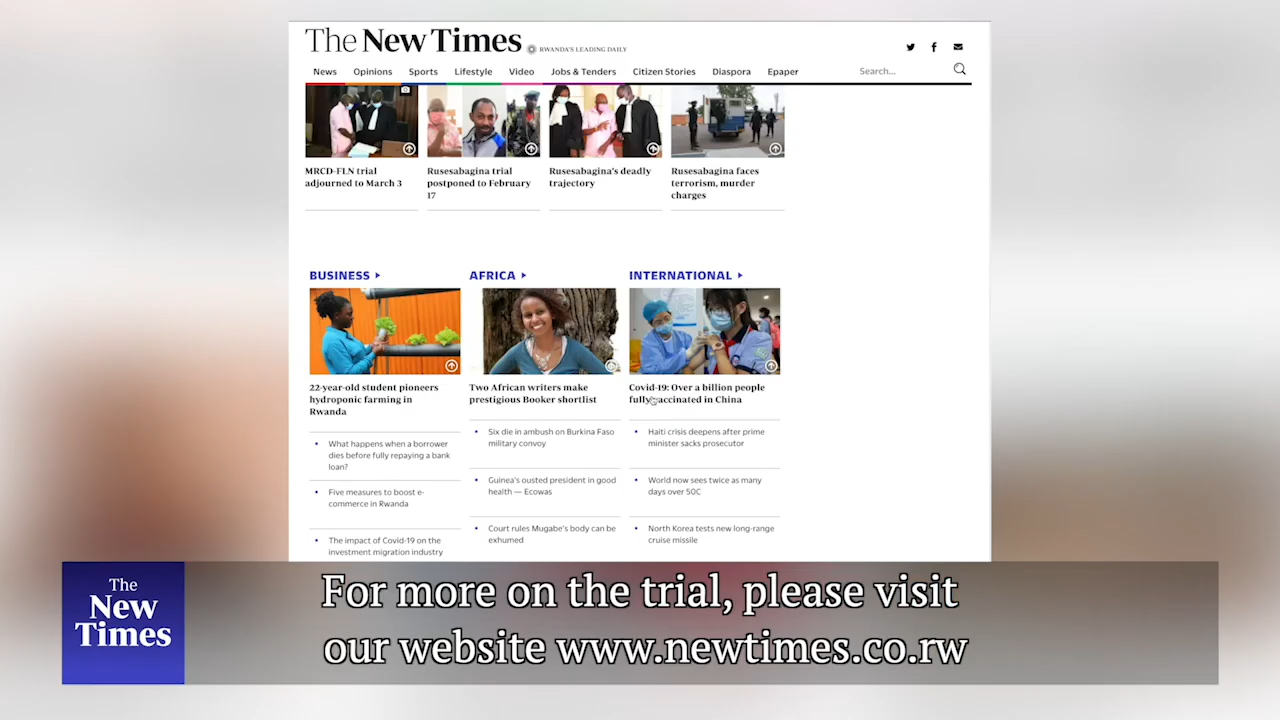 The New Times RWANDA'S LEADING DAILY
News Opinions Sports Lifestyle Video Jobs & Tenders Citizen Stories Diaspora Epaper Search...
MRCD-FLN trial
adjourned to March 3
Rusesabagina trial
postponed to February
17
Rusesabagina's deadly
trajectory
Rusesabagina faces
terrorism, murder
charges
BUSINESS
22-year-old student pioneers
hydroponic farming in
Rwanda
What happens when a borrower
dies before fully repaying a bank
loan?
Five measures to boost e-
commerce in Rwanda
The impact of Covid-19 on the
investment migration industry
AFRICA
Two African writers make
prestigious Booker shortlist
Six die in ambush on Burkina Faso
military convoy
Guinea's ousted president in good
health — Ecowas
Court rules Mugabe's body can be
exhumed
INTERNATIONAL
Covid-19: Over a billion people
fully vaccinated in China
Haiti crisis deepens after prime
minister sacks prosecutor
World now sees twice as many
days over 50C
North Korea tests new long-range
cruise missile
The
New
Times
For more on the trial, please visit
our website www.newtimes.co.rw